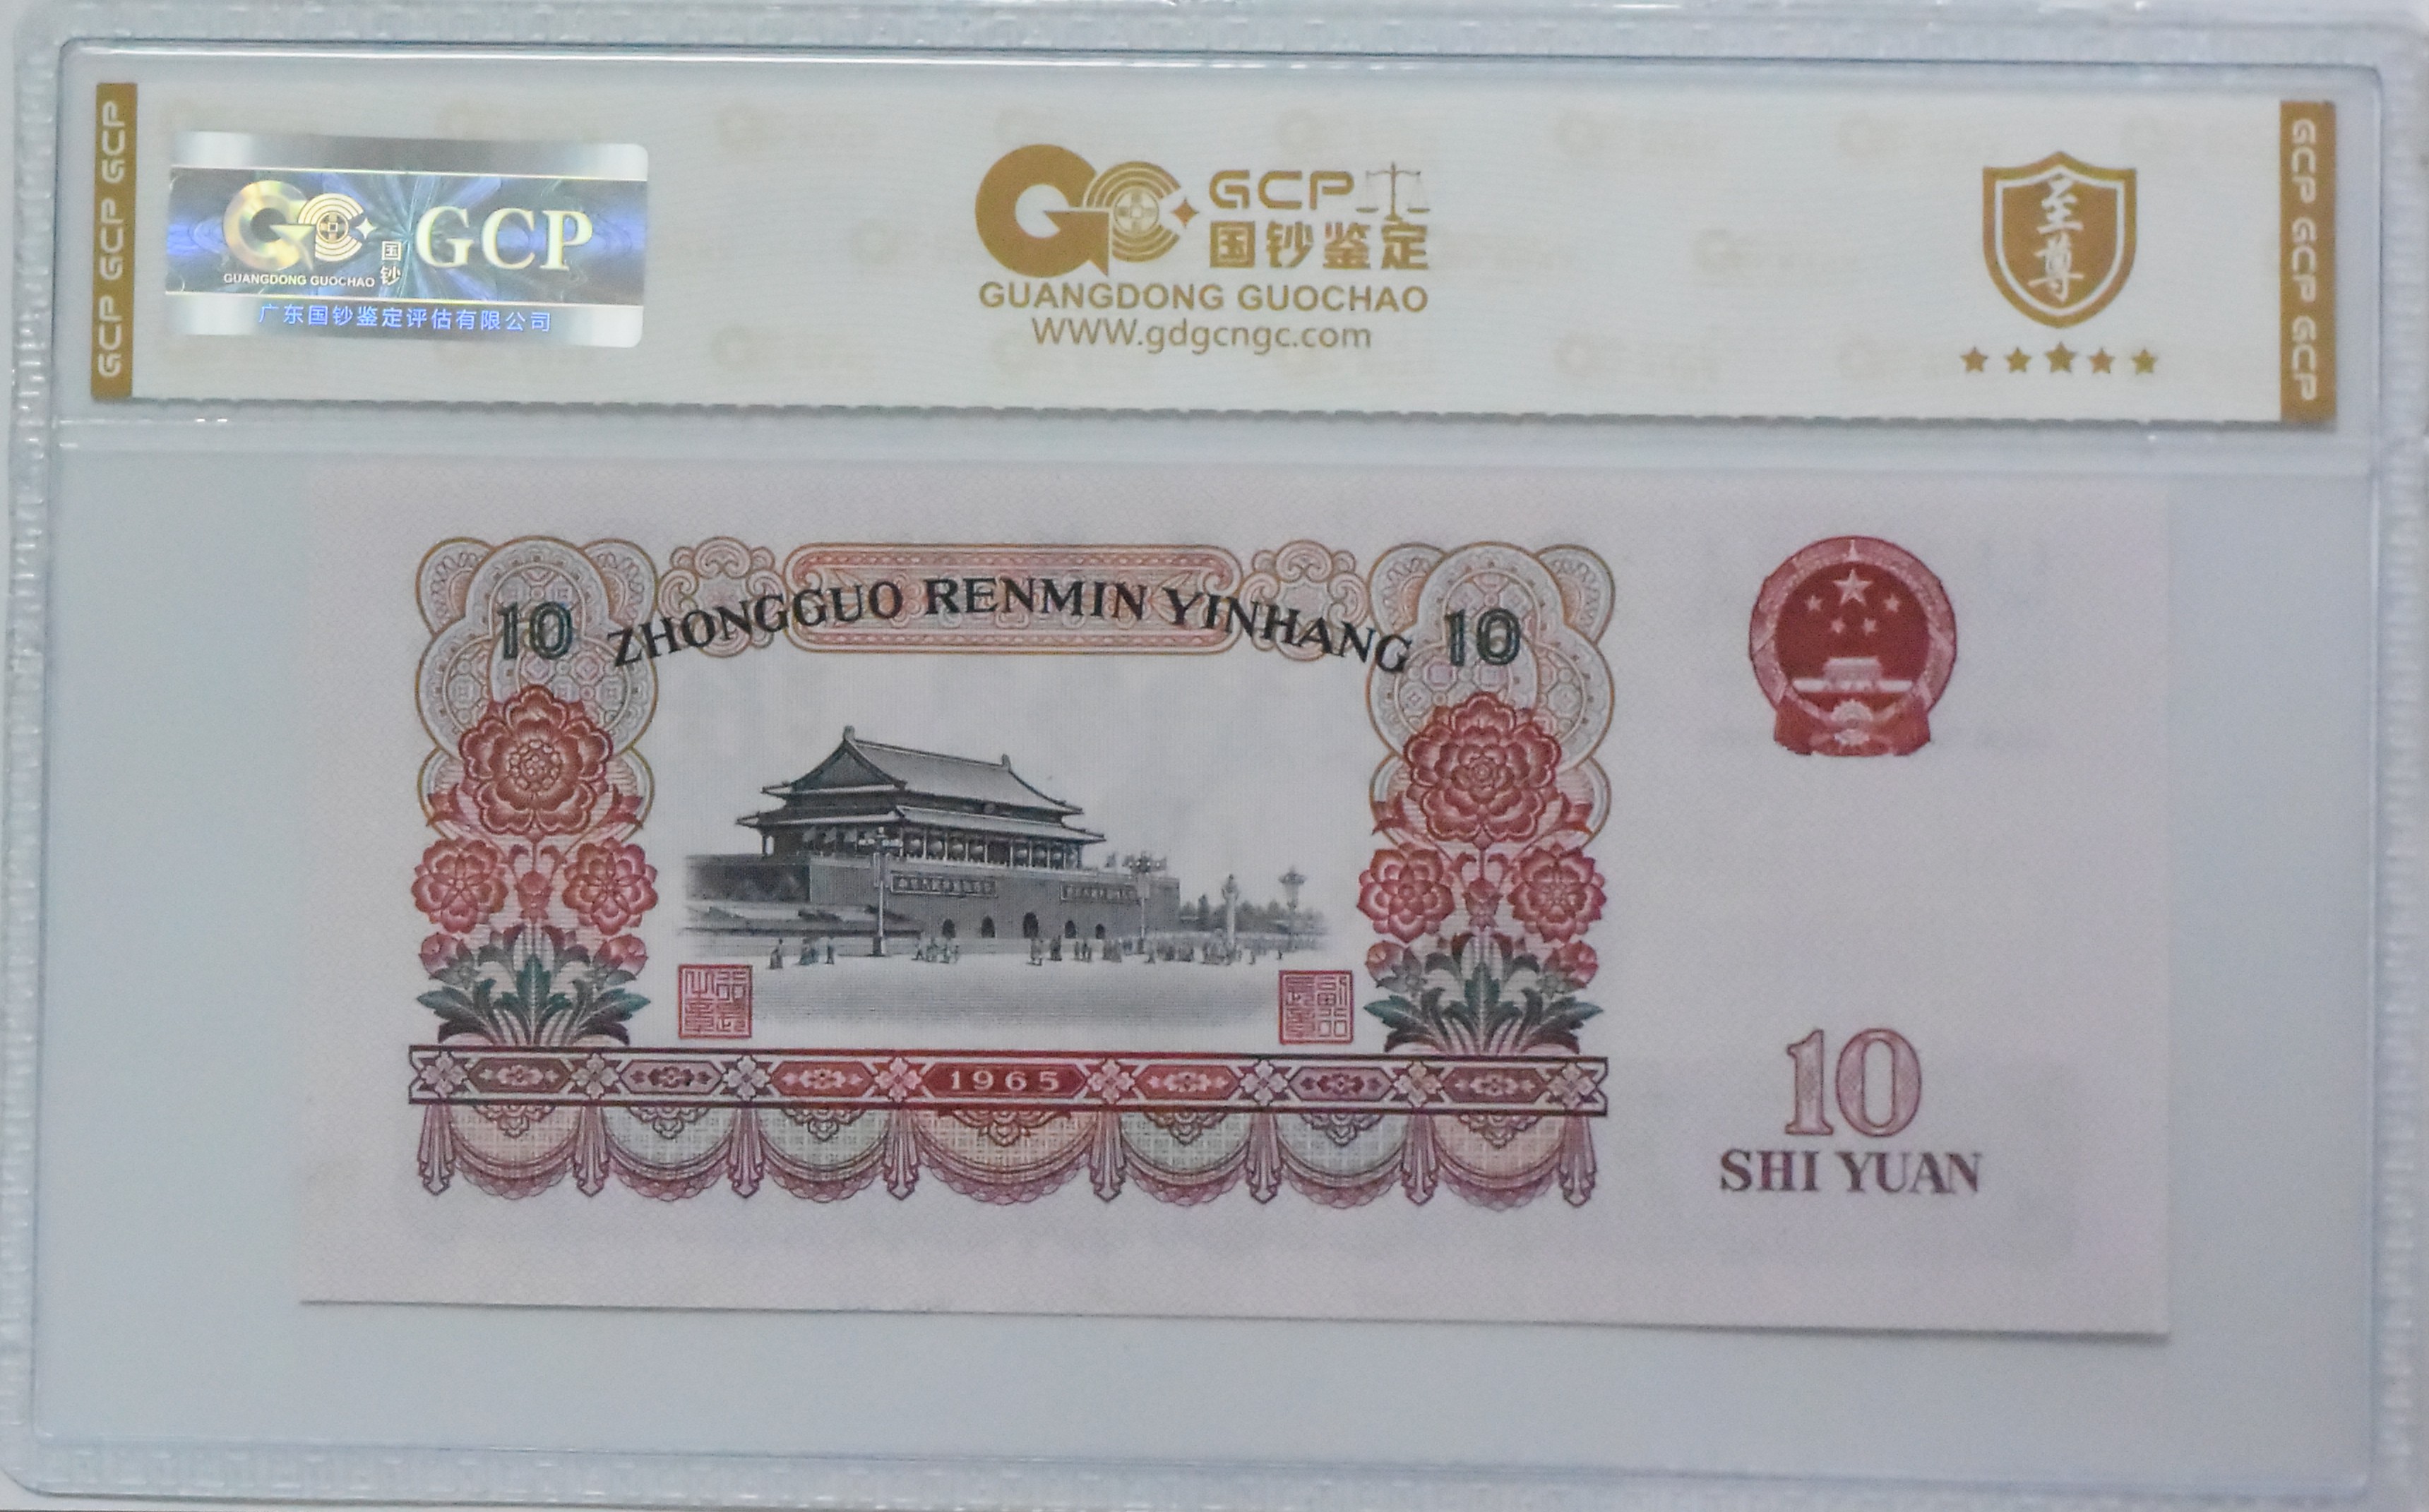 GCP GCP GCP
国钞
GCP
GUANGDONG GUOCHAO
广东国钞鉴定评估有限公司
GCP
国钞鉴定
GUANGDONG GUOCHAO
WWW.gdgcngc.com
至尊
GCP GCP GCP
10 ZHONGGUO RENMIN YINHANG 10
1965
10
SHI YUAN